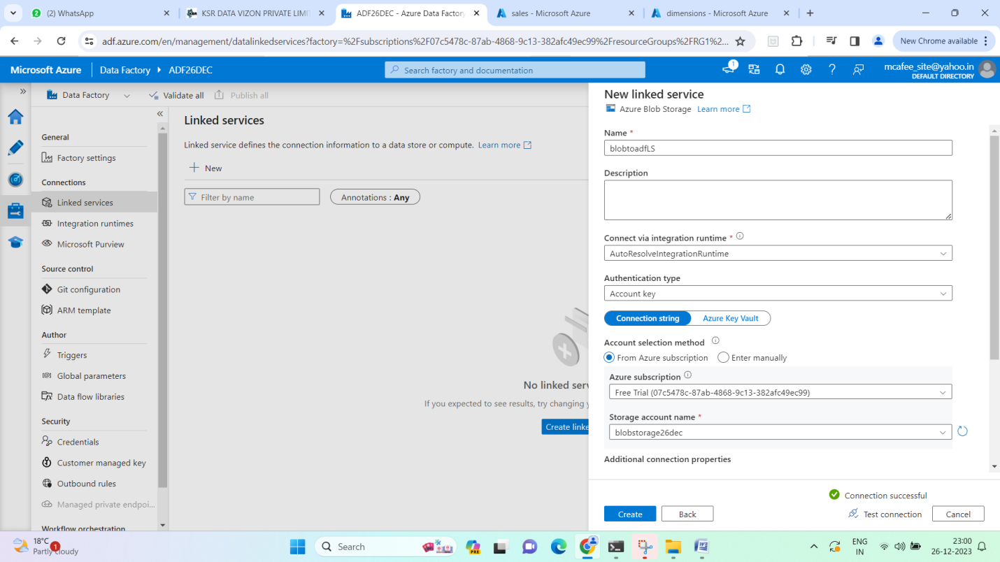 (2) WhatsApp
KSR DATA VIZON PRIVATE LIMI
ADF26DEC - Azure Data Factory
sales - Microsoft Azure
dimensions - Microsoft Azure
adf.azure.com/en/management/datalinkedservices?factory=%2Fsubscriptions%2F07c5478c-87ab-4868-9c13-382afc49ec99%2FresourceGroups%2FRG1%2...
New Chrome available
Microsoft Azure
Data Factory
ADF26DEC
Search factory and documentation
1
mcafee_site@yahoo.in
DEFAULT DIRECTORY
Data Factory
Validate all
Publish all
General
Factory settings
Connections
Linked services
Integration runtimes
Microsoft Purview
Source control
Git configuration
ARM template
Author
Triggers
Global parameters
Data flow libraries
Security
Credentials
Customer managed key
Outbound rules
Managed private endpoi...
Workflow orchestration
Linked services
Linked service defines the connection information to a data store or compute. Learn more
New
Filter by name
Annotations : Any
No linked serv
If you expected to see results, try changing y
Create linke
New linked service
Azure Blob Storage Learn more
Name *
blobtoadfLS
Description
Connect via integration runtime *
AutoResolveIntegrationRuntime
Authentication type
Account key
Connection string
Azure Key Vault
Account selection method
From Azure subscription
Enter manually
Azure subscription
Free Trial (07c5478c-87ab-4868-9c13-382afc49ec99)
Storage account name *
blobstorage26dec
Additional connection properties
Connection successful
Create
Back
Test connection
Cancel
18°C
1
Partly cloudy
Search
PRE
ENG
IN
23:00
26-12-2023